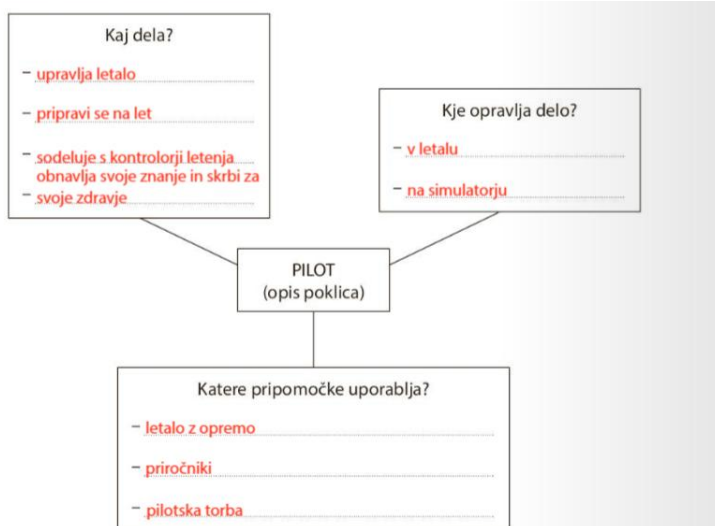 Kaj dela?
– upravlja letalo
– pripravi se na let
– sodeluje s kontrolorji letenja
obnavlja svoje znanje in skrbi za
– svoje zdravje
Kje opravlja delo?
– v letalu
– na simulatorju
PILOT
(opis poklica)
Katere pripomočke uporablja?
– letalo z opremo
– priročniki
– pilotska torba